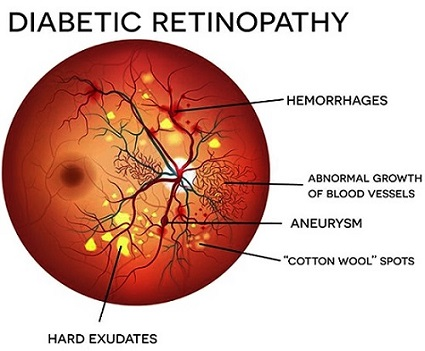 DIABETIC RETINOPATHY
HEMORRHAGES
ABNORMAL GROWTH
OF BLOOD VESSELS
ANEURYSM
"COTTON WOOL" SPOTS
HARD EXUDATES